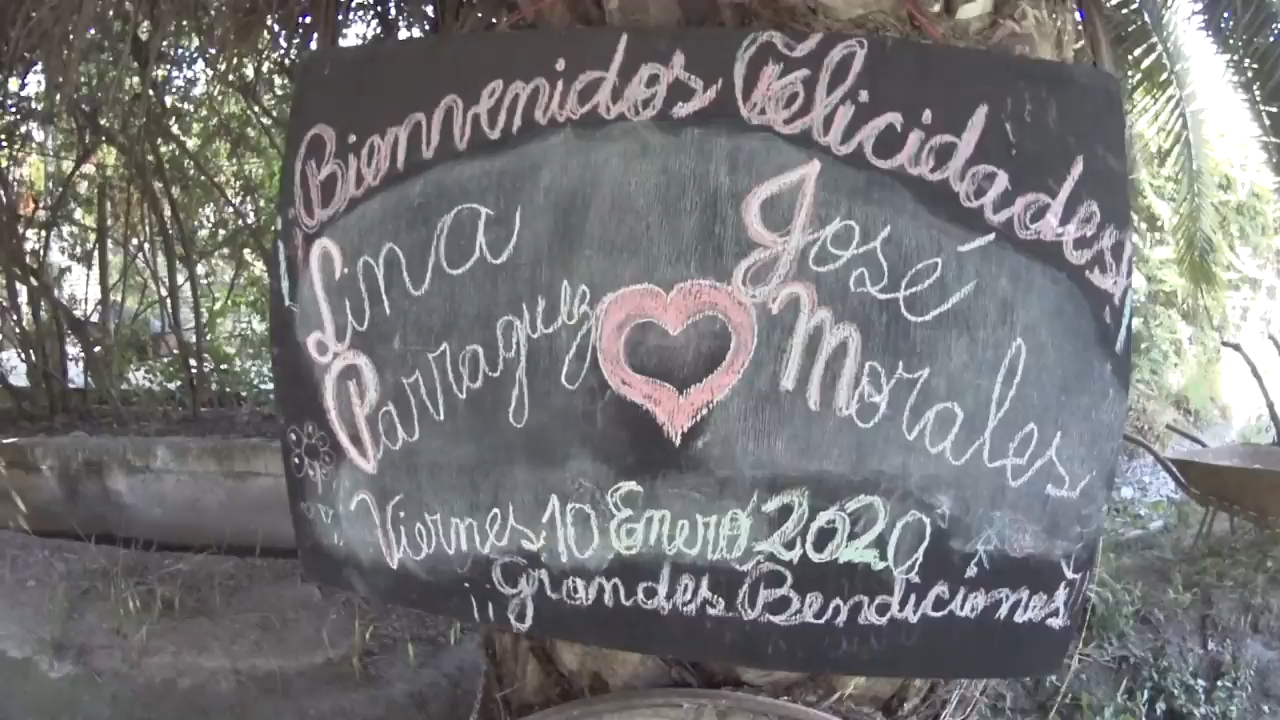 Bienvenidos Felicidades!
Lina José
Parraguez Morales
Viernes 10 Enero 2020
¡¡Grandes Bendiciones!!